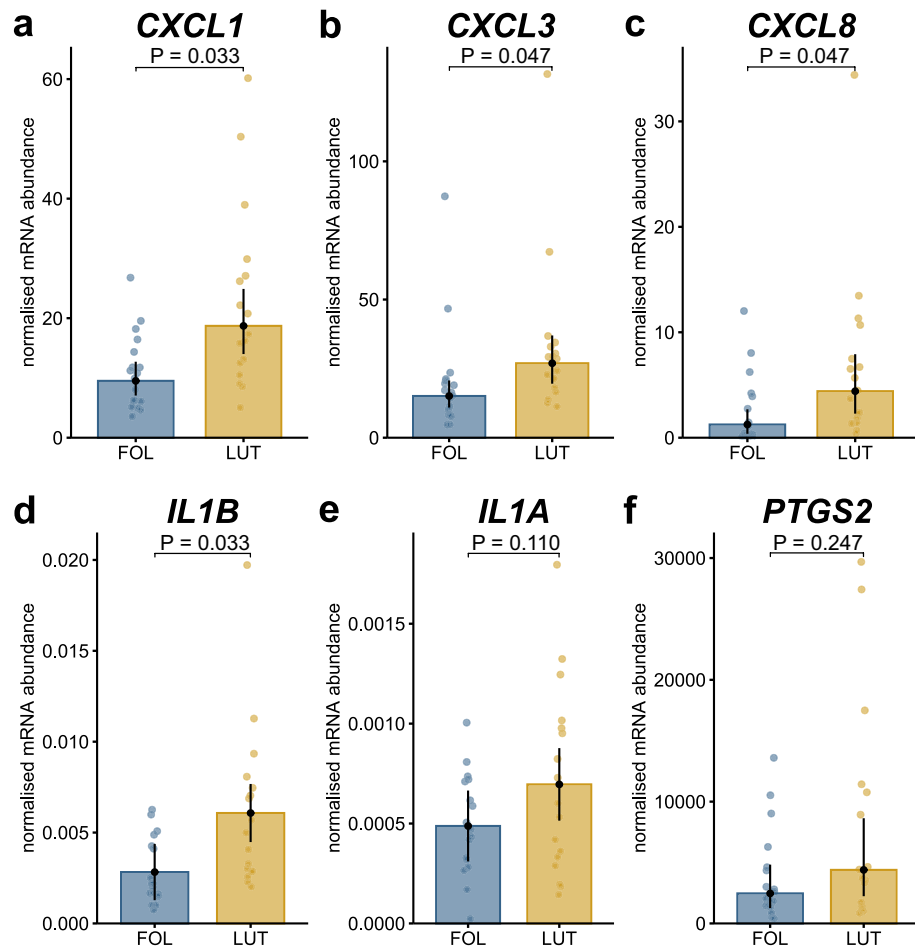 a CXCL1
P = 0.033
normalised mRNA abundance
60
40
20
0
FOL LUT
b CXCL3
P = 0.047
normalised mRNA abundance
100
50
0
FOL LUT
c CXCL8
P = 0.047
normalised mRNA abundance
30
20
10
0
FOL LUT
d IL1B
P = 0.033
normalised mRNA abundance
0.020
0.015
0.010
0.005
0.000
FOL LUT
e IL1A
P = 0.110
normalised mRNA abundance
0.0015
0.0010
0.0005
0.0000
FOL LUT
f PTGS2
P = 0.247
normalised mRNA abundance
30000
20000
10000
0
FOL LUT